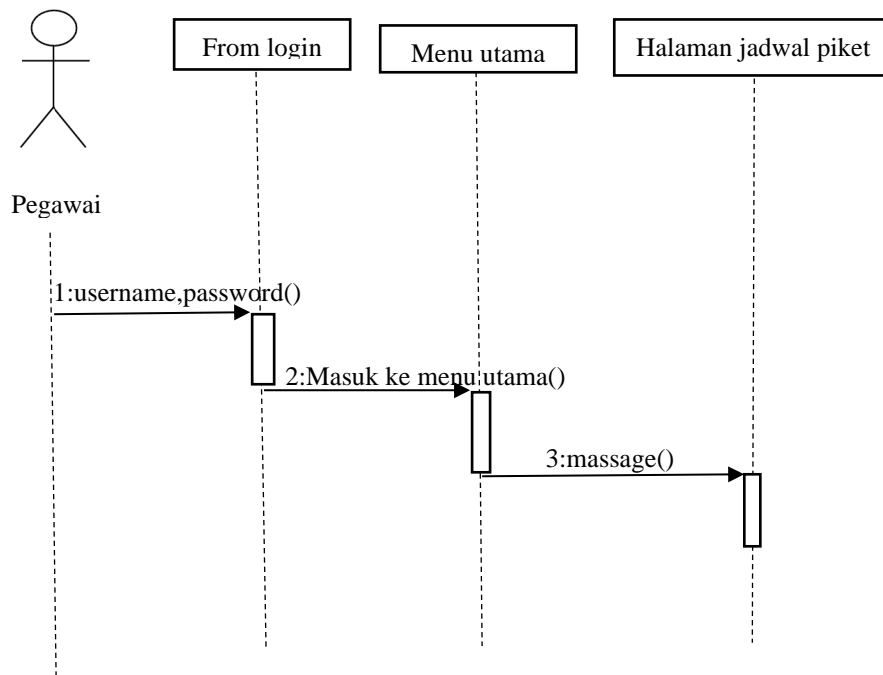 From login
Menu utama
Halaman jadwal piket
Pegawai
1:username,password()
2:Masuk ke menu utama()
3:massage()